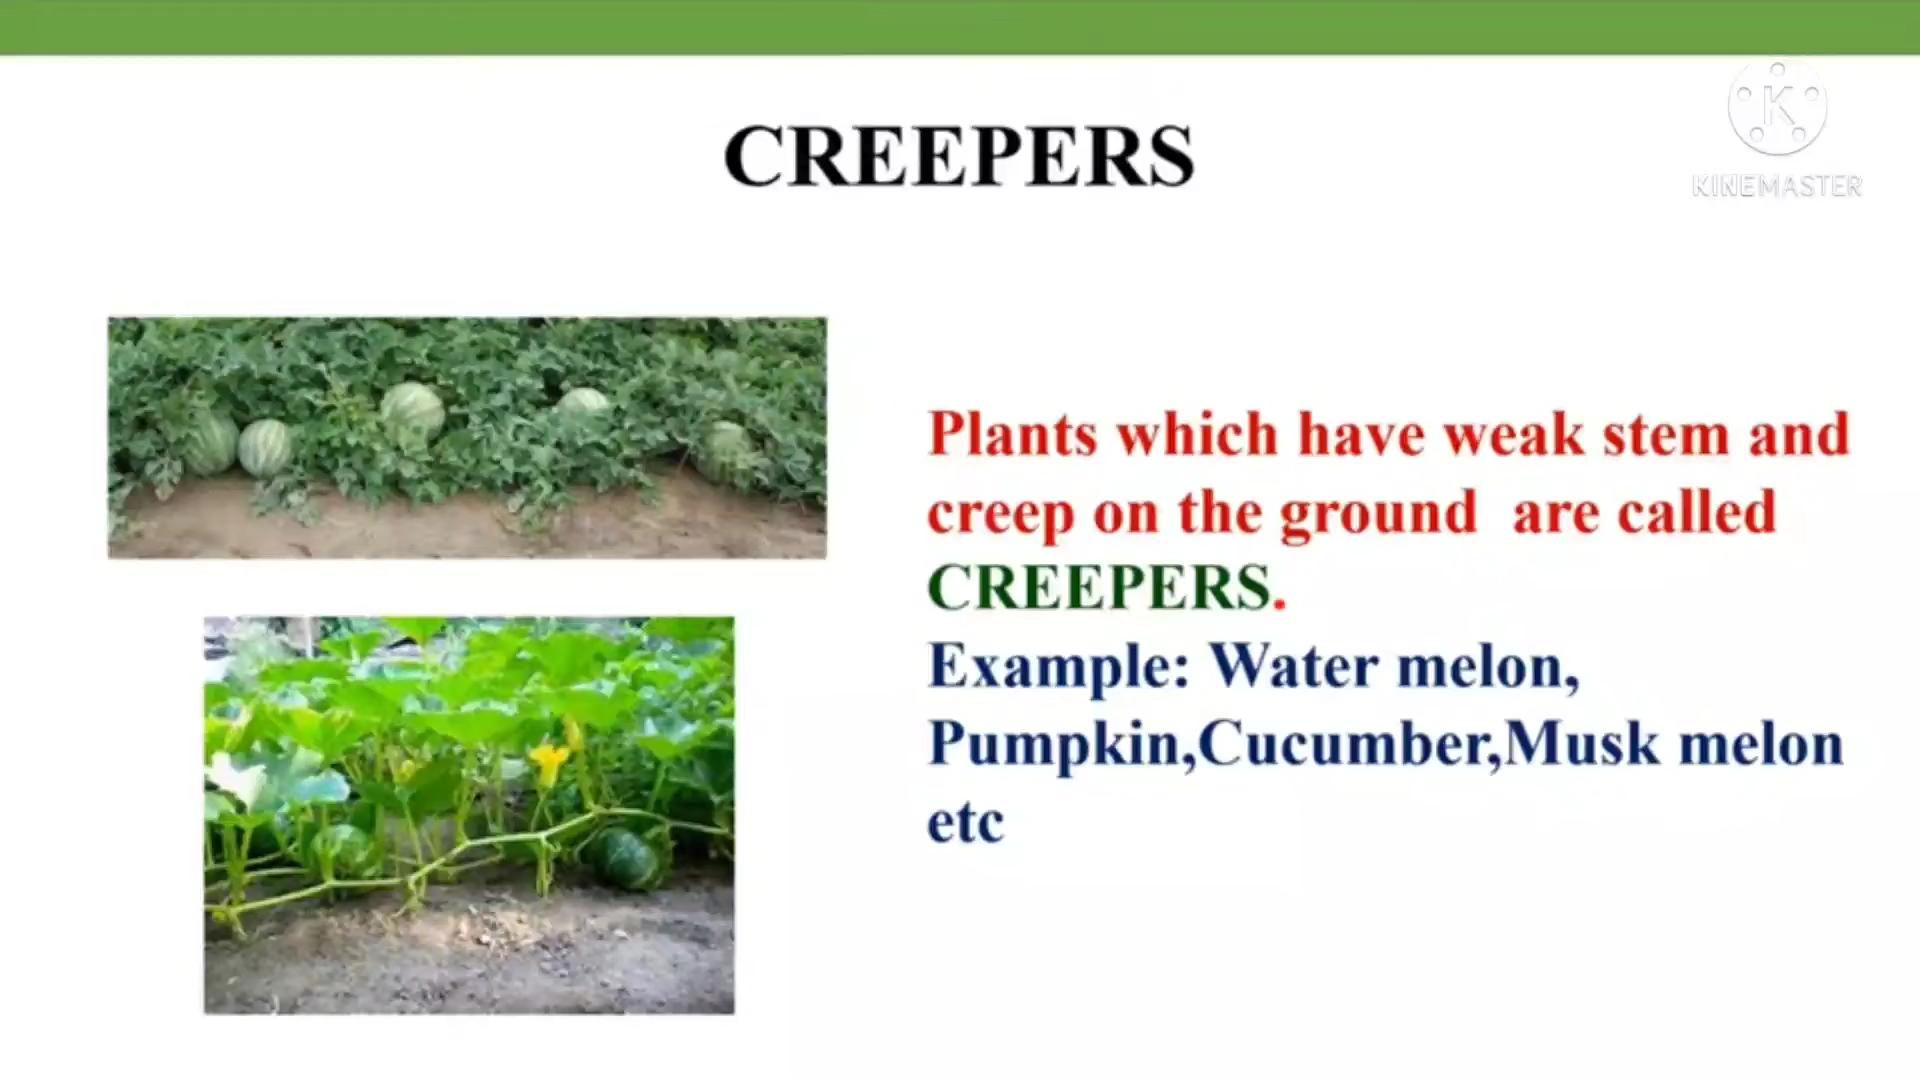 CREEPERS
K
KINEMASTER
Plants which have weak stem and
creep on the ground are called
CREEPERS.
Example: Water melon,
Pumpkin,Cucumber,Musk melon
etc